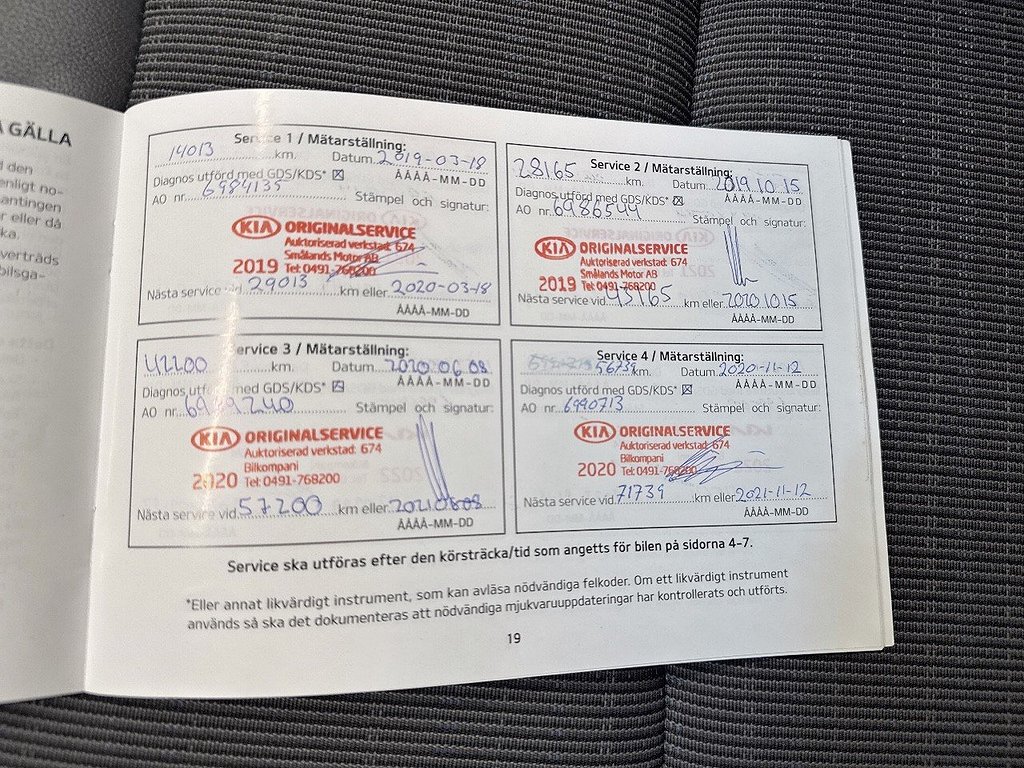 GÄLLA
den
enligt no-
eller då
ka.
verträds
bilsga-
Service 1 / Mätarställning:
14013 km. Datum 2019-03-18
Diagnos utförd med GDS/KDS* ☒ ÅÅÅÅ-MM-DD
AO nr. 6984135 Stämpel och signatur:
KIA ORIGINALSERVICE
Auktoriserad verkstad: 674
Smålands Motor AB
2019 Tel: 0491-768200
Nästa service vid 29013 km eller 2020-03-18
ÅÅÅÅ-MM-DD
Service 2 / Mätarställning:
28165 km. Datum 2019 10 15
Diagnos utförd med GDS/KDS* ☒ ÅÅÅÅ-MM-DD
AO nr. 6986544 Stämpel och signatur:
KIA ORIGINALSERVICE
Auktoriserad verkstad: 674
Smålands Motor AB
2019 Tel: 0491-768200
Nästa service vid 43165 km eller 2020 10 15
ÅÅÅÅ-MM-DD
Service 3 / Mätarställning:
42200 km. Datum 2020 06 08
Diagnos utförd med GDS/KDS* ☒ ÅÅÅÅ-MM-DD
AO nr. Stämpel och signatur:
KIA ORIGINALSERVICE
Auktoriserad verkstad: 674
Bilkompani
2020 Tel: 0491-768200
Nästa service vid 57200 km eller 2021 06 08
ÅÅÅÅ-MM-DD
Service 4 / Mätarställning:
56739 km. Datum 2020-11-12
Diagnos utförd med GDS/KDS* ☒ ÅÅÅÅ-MM-DD
AO nr. 6990713 Stämpel och signatur:
KIA ORIGINALSERVICE
Auktoriserad verkstad: 674
Bilkompani
2020 Tel: 0491-768200
Nästa service vid 71739 km eller 2021-11-12
ÅÅÅÅ-MM-DD
Service ska utföras efter den körsträcka/tid som angetts för bilen på sidorna 4-7.
*Eller annat likvärdigt instrument, som kan avläsa nödvändiga felkoder. Om ett likvärdigt instrument
används så ska det dokumenteras att nödvändiga mjukvaruuppdateringar har kontrollerats och utförts.
19